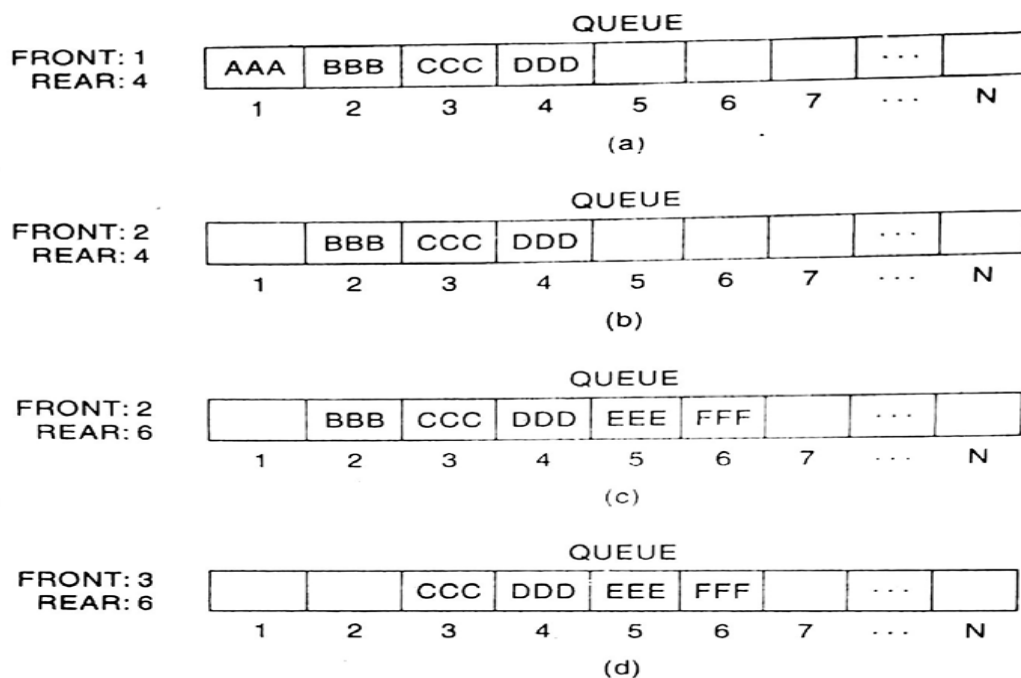 QUEUE
FRONT: 1
REAR: 4
AAA BBB CCC DDD ...
1 2 3 4 5 6 7 ... N
(a)
QUEUE
FRONT: 2
REAR: 4
BBB CCC DDD ...
1 2 3 4 5 6 7 ... N
(b)
QUEUE
FRONT: 2
REAR: 6
BBB CCC DDD EEE FFF ...
1 2 3 4 5 6 7 ... N
(c)
QUEUE
FRONT: 3
REAR: 6
CCC DDD EEE FFF ...
1 2 3 4 5 6 7 ... N
(d)